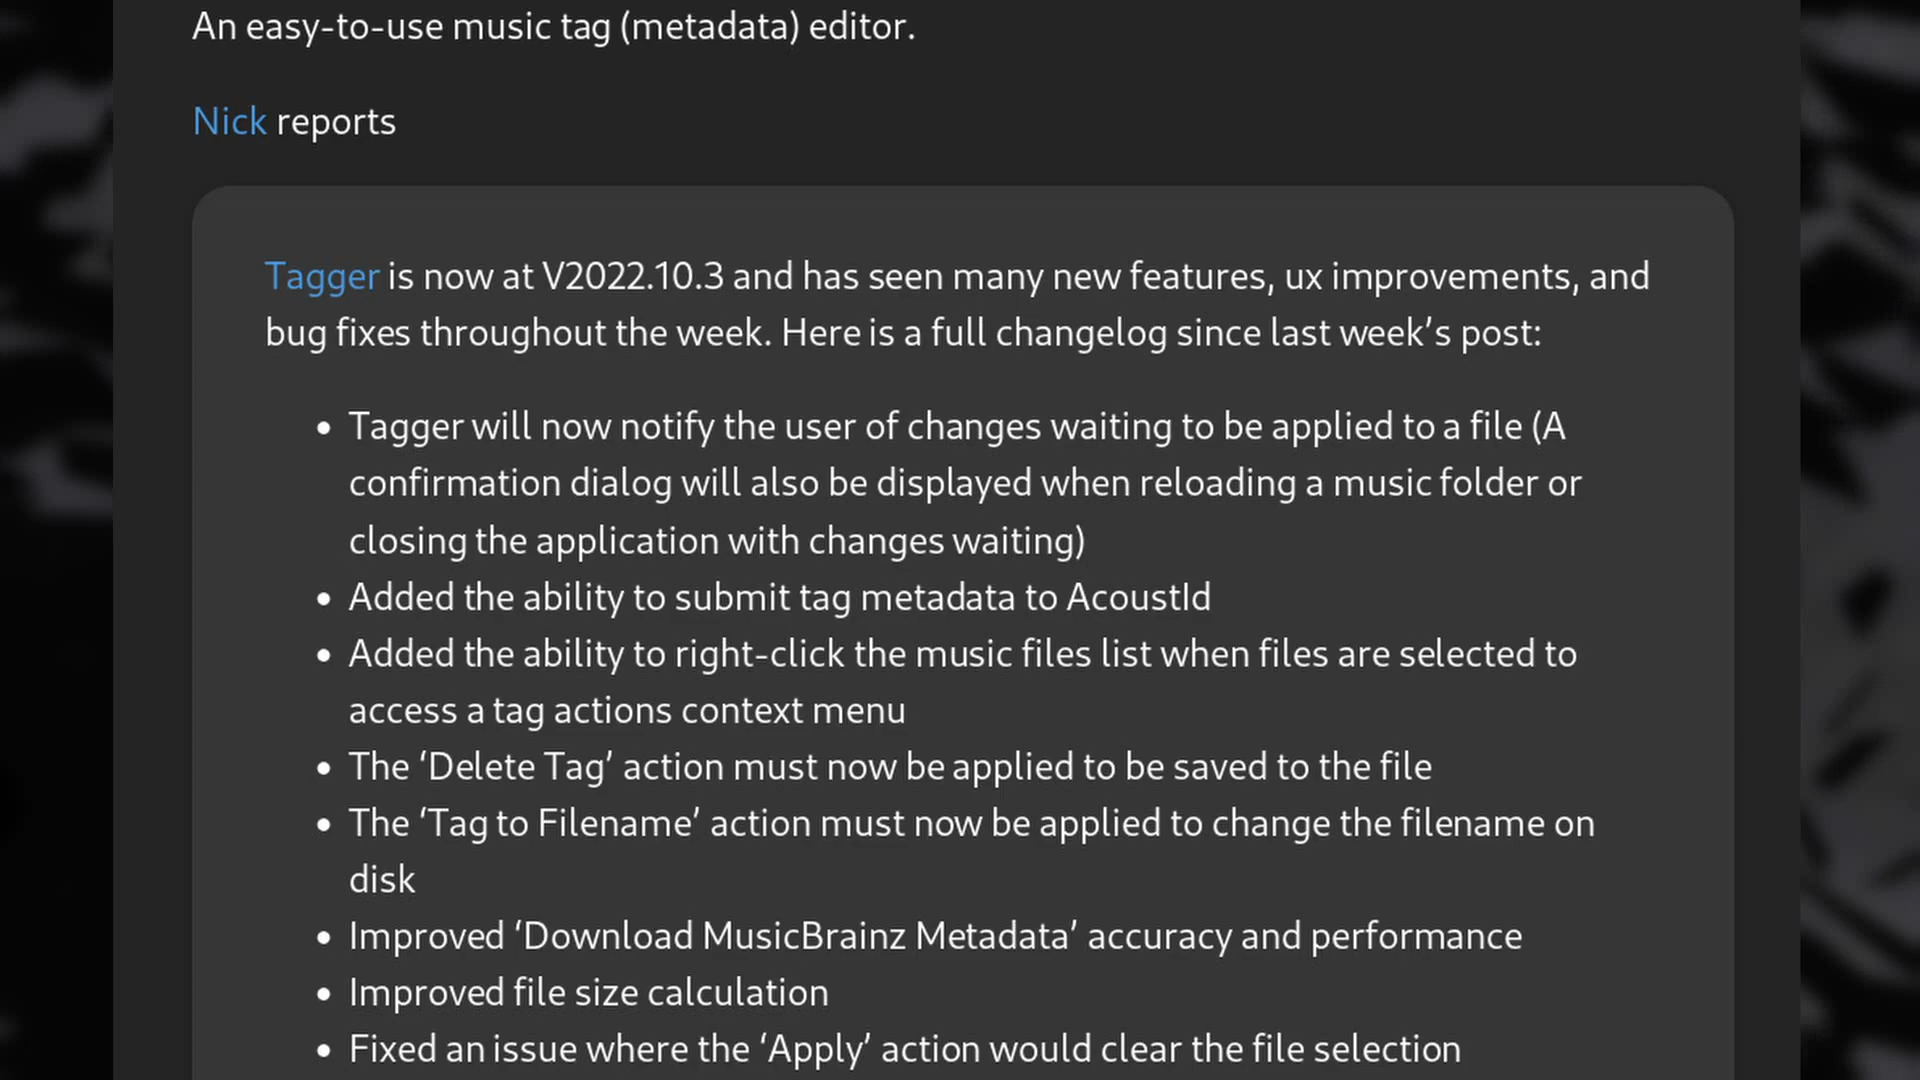 An easy-to-use music tag (metadata) editor.
Nick reports
Tagger is now at V2022.10.3 and has seen many new features, ux improvements, and
bug fixes throughout the week. Here is a full changelog since last week’s post:
• Tagger will now notify the user of changes waiting to be applied to a file (A
confirmation dialog will also be displayed when reloading a music folder or
closing the application with changes waiting)
• Added the ability to submit tag metadata to AcoustId
• Added the ability to right-click the music files list when files are selected to
access a tag actions context menu
• The ‘Delete Tag’ action must now be applied to be saved to the file
• The ‘Tag to Filename’ action must now be applied to change the filename on
disk
• Improved ‘Download MusicBrainz Metadata’ accuracy and performance
• Improved file size calculation
• Fixed an issue where the ‘Apply’ action would clear the file selection